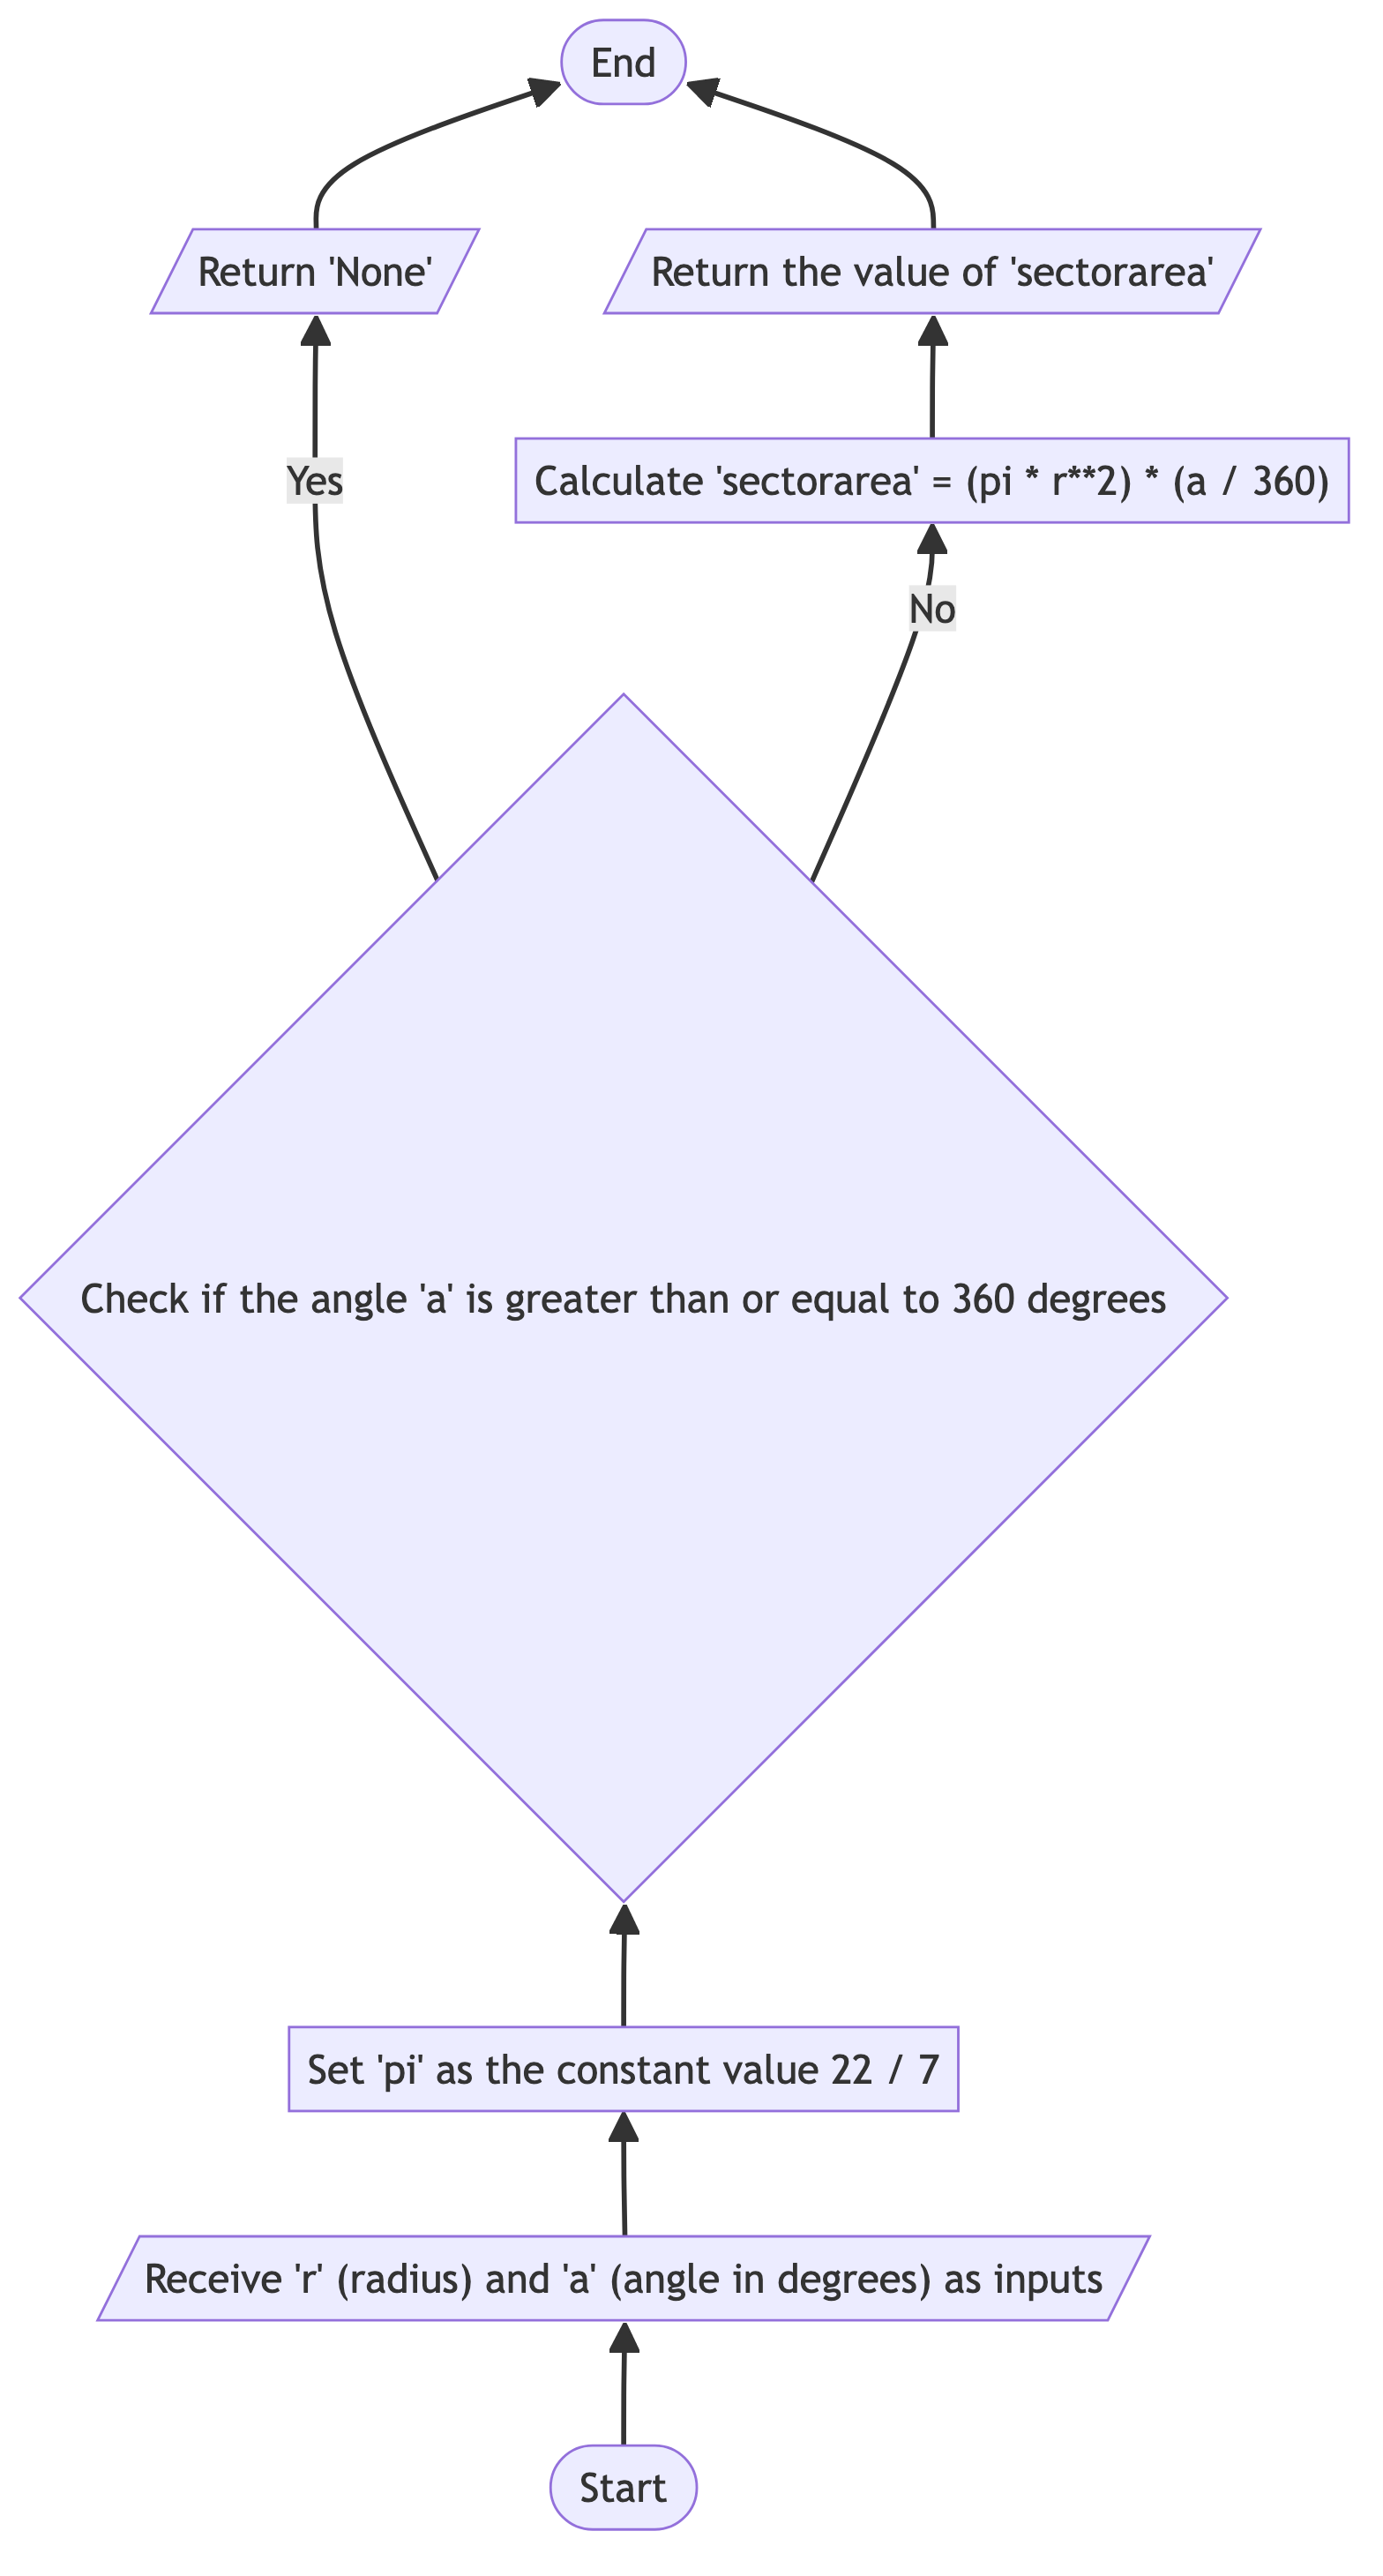 End
Return 'None'
Return the value of 'sectorarea'
Yes
Calculate 'sectorarea' = (pi * r**2) * (a / 360)
No
Check if the angle 'a' is greater than or equal to 360 degrees
Set 'pi' as the constant value 22 / 7
Receive 'r' (radius) and 'a' (angle in degrees) as inputs
Start